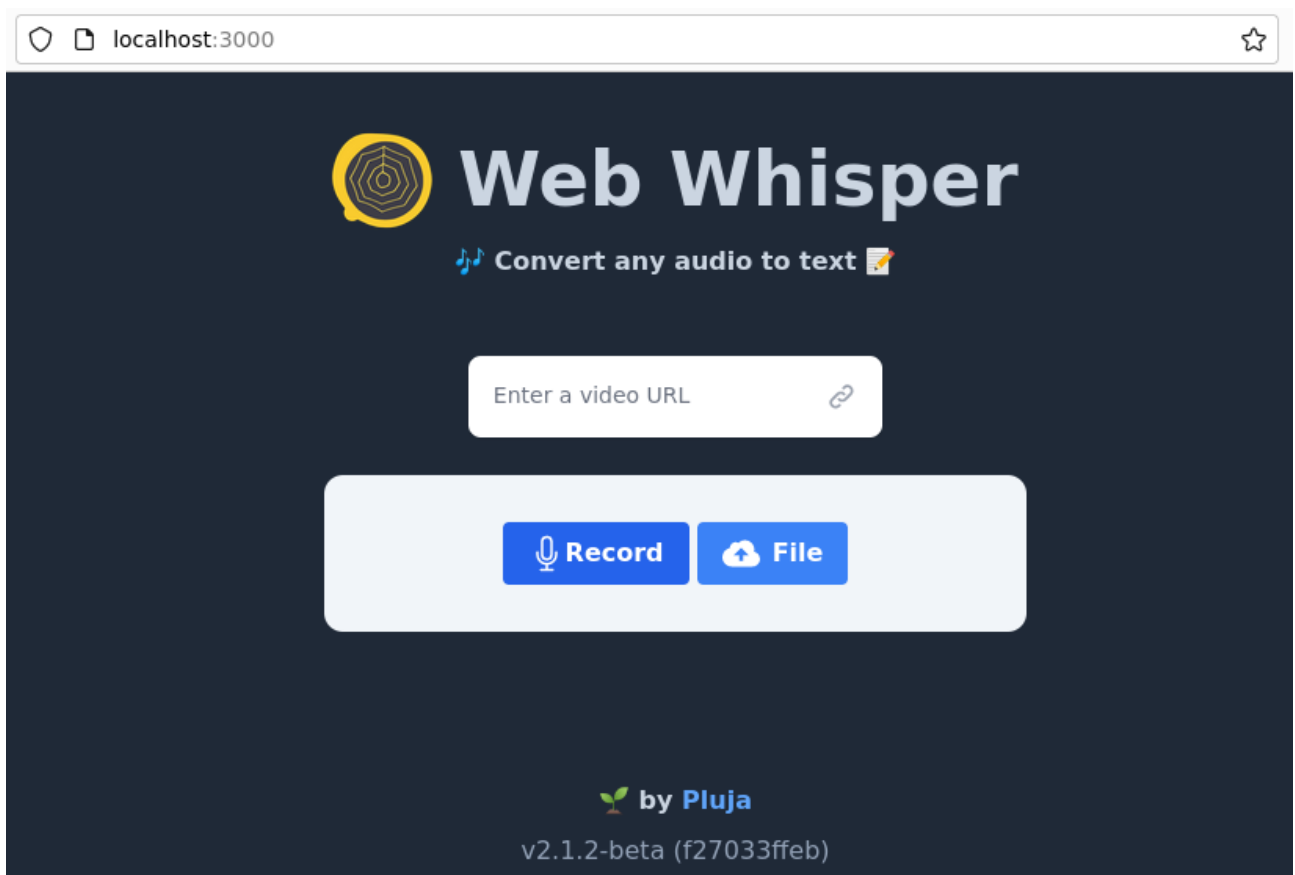 localhost:3000
Web Whisper
🎶 Convert any audio to text 📝
Enter a video URL
Record File
🌱 by Pluja
v2.1.2-beta (f27033ffeb)